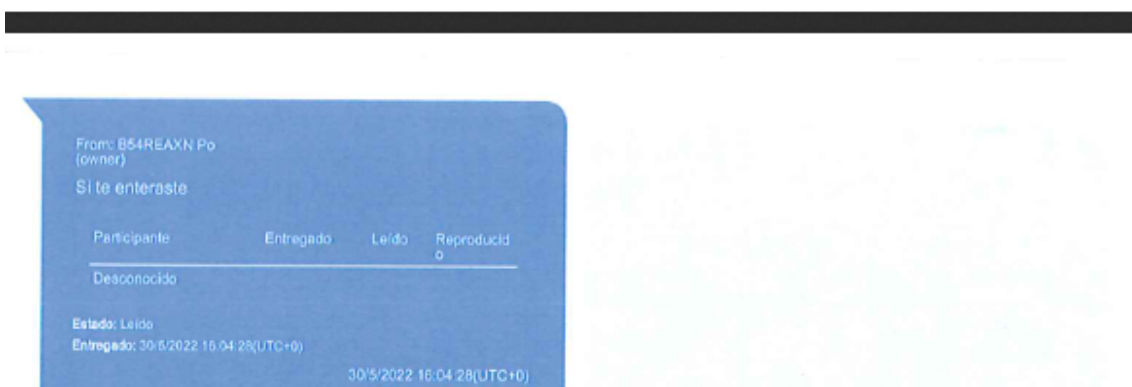 From: B54REAXN Po
(owner)
Si te enteraste
Participante Entregado Leído Reproducid
o
Desconocido
Estado: Leído
Entregado: 30/5/2022 16:04:28(UTC+0)
30/5/2022 16:04:28(UTC+0)